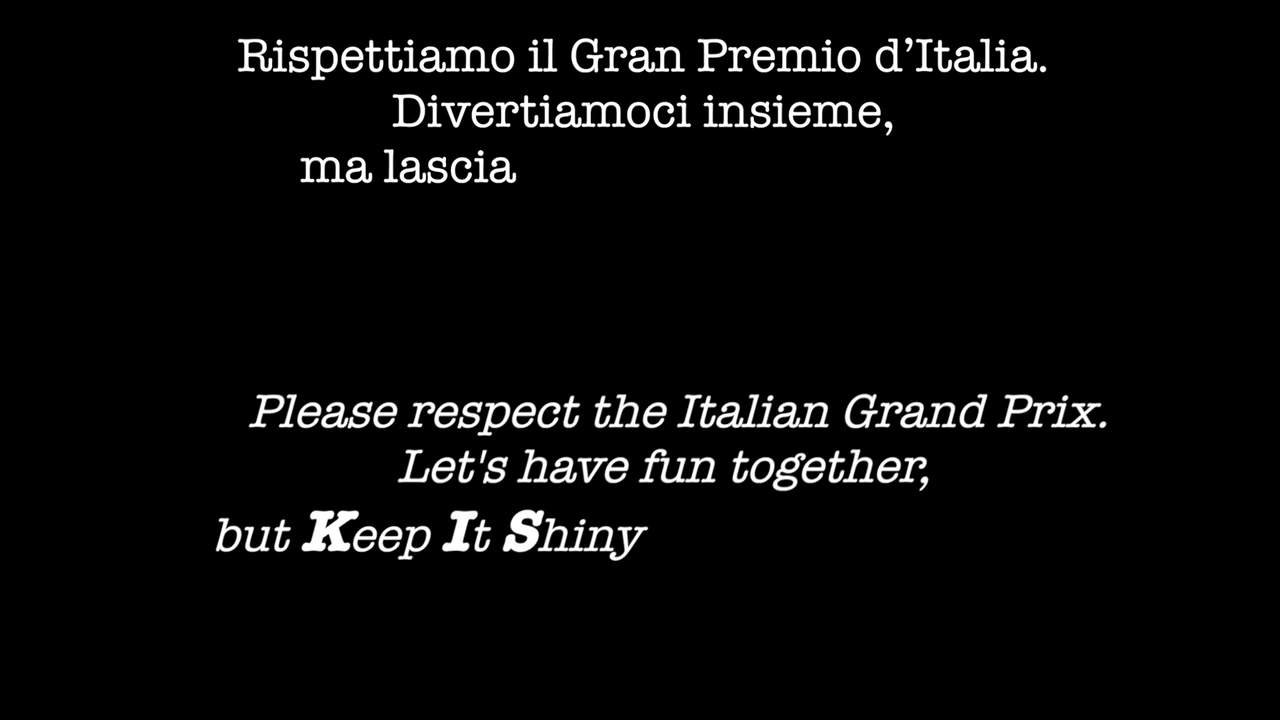 Rispettiamo il Gran Premio d’Italia.
Divertiamoci insieme,
ma lascia
Please respect the Italian Grand Prix.
Let's have fun together,
but Keep It Shiny